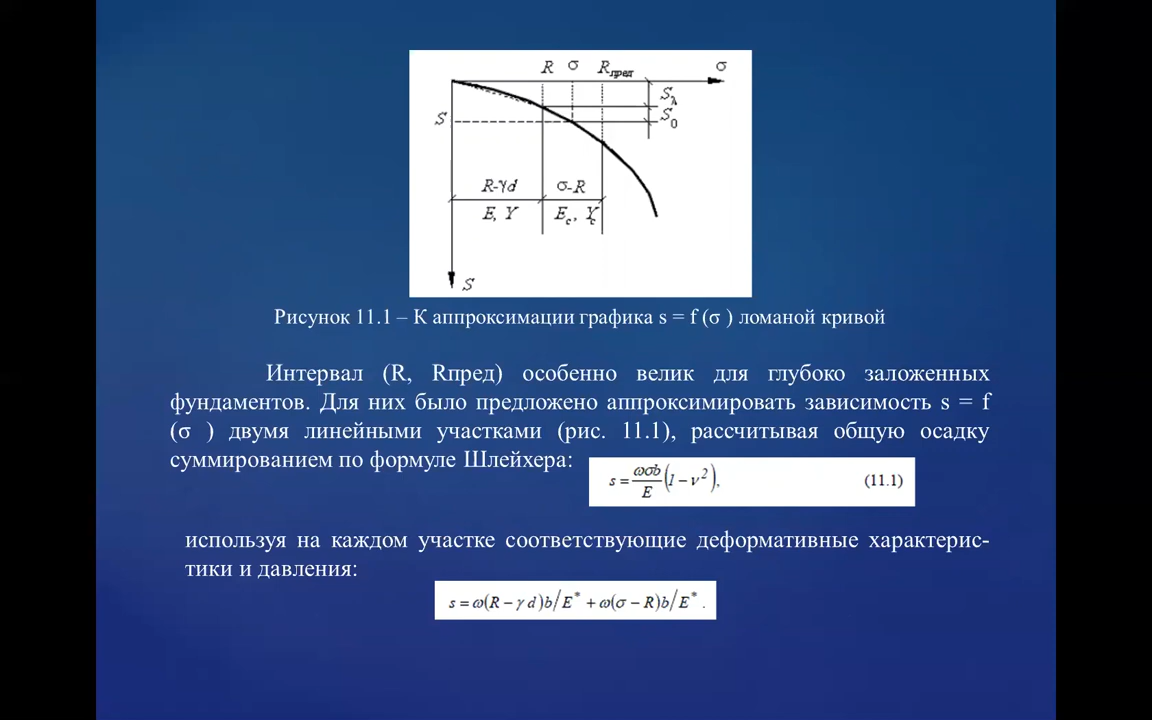 R σ Rпред σ
Sλ
S S0
R-γd σ-R
E, Y Ec, Yc
S
Рисунок 11.1 – К аппроксимации графика s = f (σ ) ломаной кривой
Интервал (R, Rпред) особенно велик для глубоко заложенных
фундаментов. Для них было предложено аппроксимировать зависимость s = f
(σ ) двумя линейными участками (рис. 11.1), рассчитывая общую осадку
суммированием по формуле Шлейхера:
s = ωσb/E (1 – ν²), (11.1)
используя на каждом участке соответствующие деформативные характерис-
тики и давления:
s = ω(R – γ d)b/E* + ω(σ – R)b/E* .